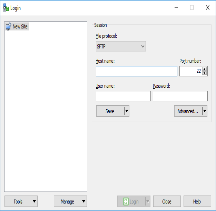 Login
New Site
Session
File protocol:
SFTP
Host name:
Port number:
22
User name:
Password:
Save
Advanced...
Tools
Manage
Login
Close
Help